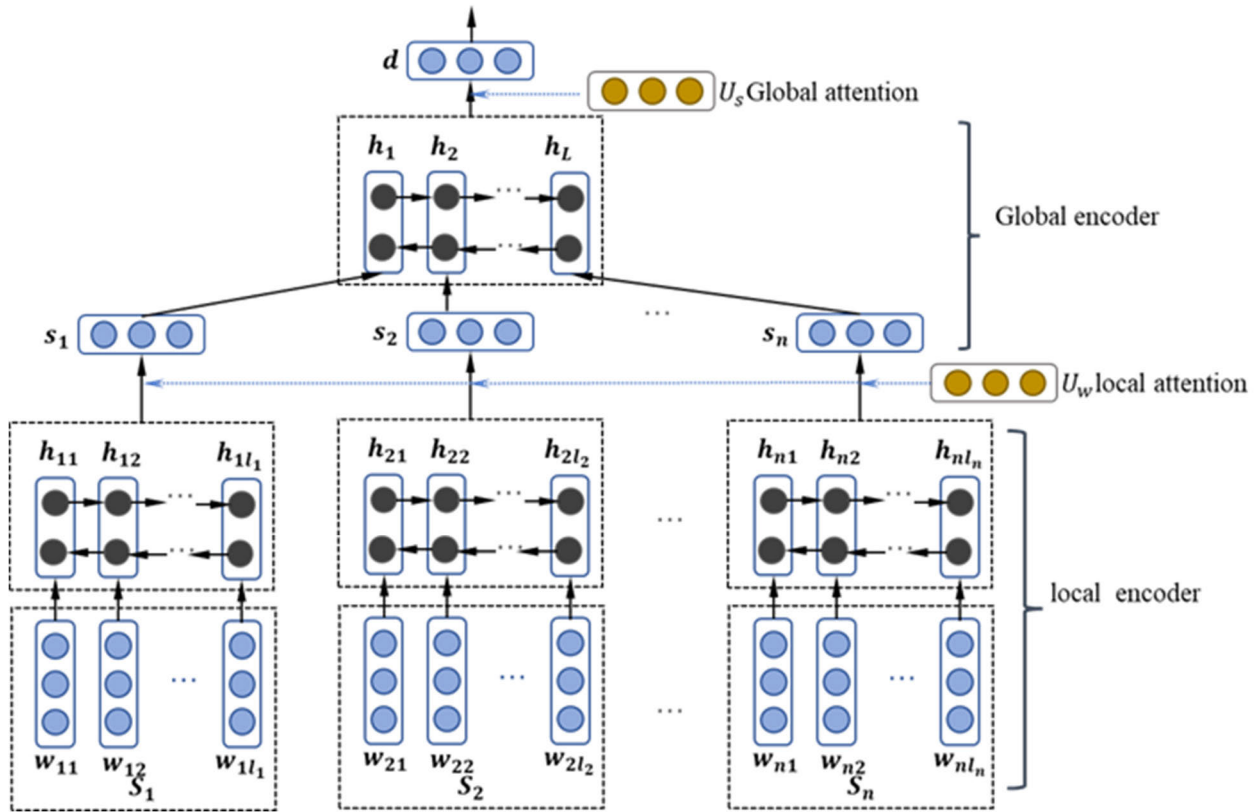 d
U_s Global attention
h_1 h_2 h_L
... ...
Global encoder
s_1 s_2 ... s_n
U_w local attention
h_11 h_12 h_1l_1 h_21 h_22 h_2l_2 h_n1 h_n2 h_nl_n
... ... ...
...
... ... ...
local encoder
... ... ...
...
w_11 w_12 w_1l_1 w_21 w_22 w_2l_2 w_n1 w_n2 w_nl_n
S_1 S_2 S_n